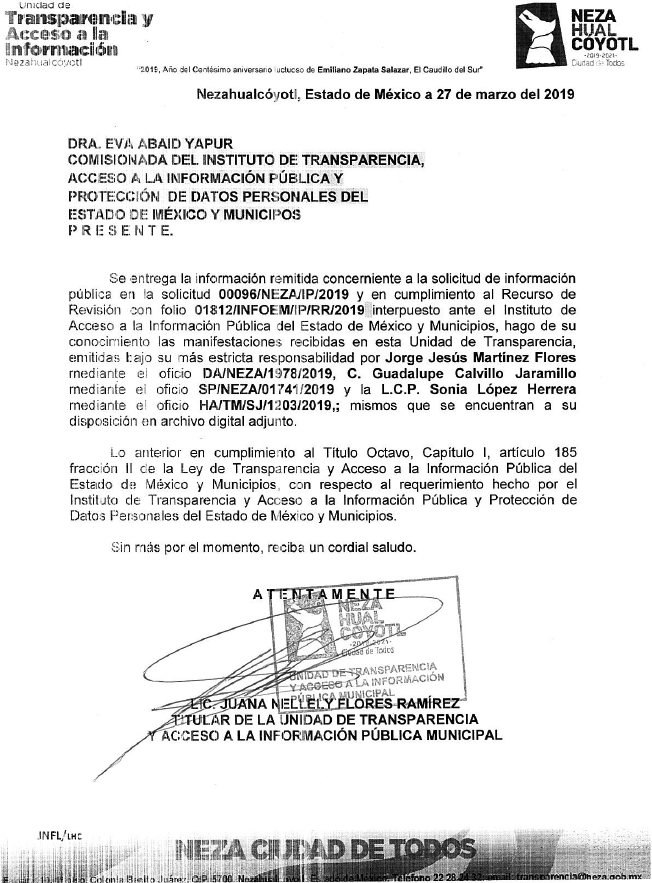 Unidad de
Transparencia y
Acceso a la
Información
Nezahualcóyotl
NEZA
HUAL
COYOTL
-2019-2021-
Ciudad de Todos
"2019, Año del Centésimo aniversario luctuoso de Emiliano Zapata Salazar, El Caudillo del Sur"
Nezahualcóyotl, Estado de México a 27 de marzo del 2019
DRA. EVA ABAID YAPUR
COMISIONADA DEL INSTITUTO DE TRANSPARENCIA,
ACCESO A LA INFORMACIÓN PÚBLICA Y
PROTECCIÓN DE DATOS PERSONALES DEL
ESTADO DE MÉXICO Y MUNICIPOS
P R E S E N T E.
Se entrega la información remitida concerniente a la solicitud de información
pública en la solicitud 00096/NEZA/IP/2019 y en cumplimiento al Recurso de
Revisión con folio 01812/INFOEM/IP/RR/2019 interpuesto ante el Instituto de
Acceso a la Información Pública del Estado de México y Municipios, hago de su
conocimiento las manifestaciones recibidas en esta Unidad de Transparencia,
emitidas bajo su más estricta responsabilidad por Jorge Jesús Martínez Flores
mediante el oficio DA/NEZA/1978/2019, C. Guadalupe Calvillo Jaramillo
mediante el oficio SP/NEZA/01741/2019 y la L.C.P. Sonia López Herrera
mediante el oficio HA/TM/SJ/1203/2019,; mismos que se encuentran a su
disposición en archivo digital adjunto.
Lo anterior en cumplimiento al Título Octavo, Capítulo I, artículo 185
fracción II de la Ley de Transparencia y Acceso a la Información Pública del
Estado de México y Municipios, con respecto al requerimiento hecho por el
Instituto de Transparencia y Acceso a la Información Pública y Protección de
Datos Personales del Estado de México y Municipios.
Sin más por el momento, reciba un cordial saludo.
A T E N T A M E N T E
NEZA
HUAL
COYOTL
-2019-2021-
Ciudad de Todos
UNIDAD DE TRANSPARENCIA
Y ACCESO A LA INFORMACIÓN
PÚBLICA MUNICIPAL
LIC. JUANA NELLELY FLORES RAMÍREZ
TITULAR DE LA UNIDAD DE TRANSPARENCIA
Y ACCESO A LA INFORMACIÓN PÚBLICA MUNICIPAL
JNFL/LHC
NEZA CIUDAD DE TODOS
Colonia Benito Juárez, C.P. 5700, Nezahualcóyotl, Estado de México, Teléfono 22 28 24 32, email: transparencia@neza.gob.mx